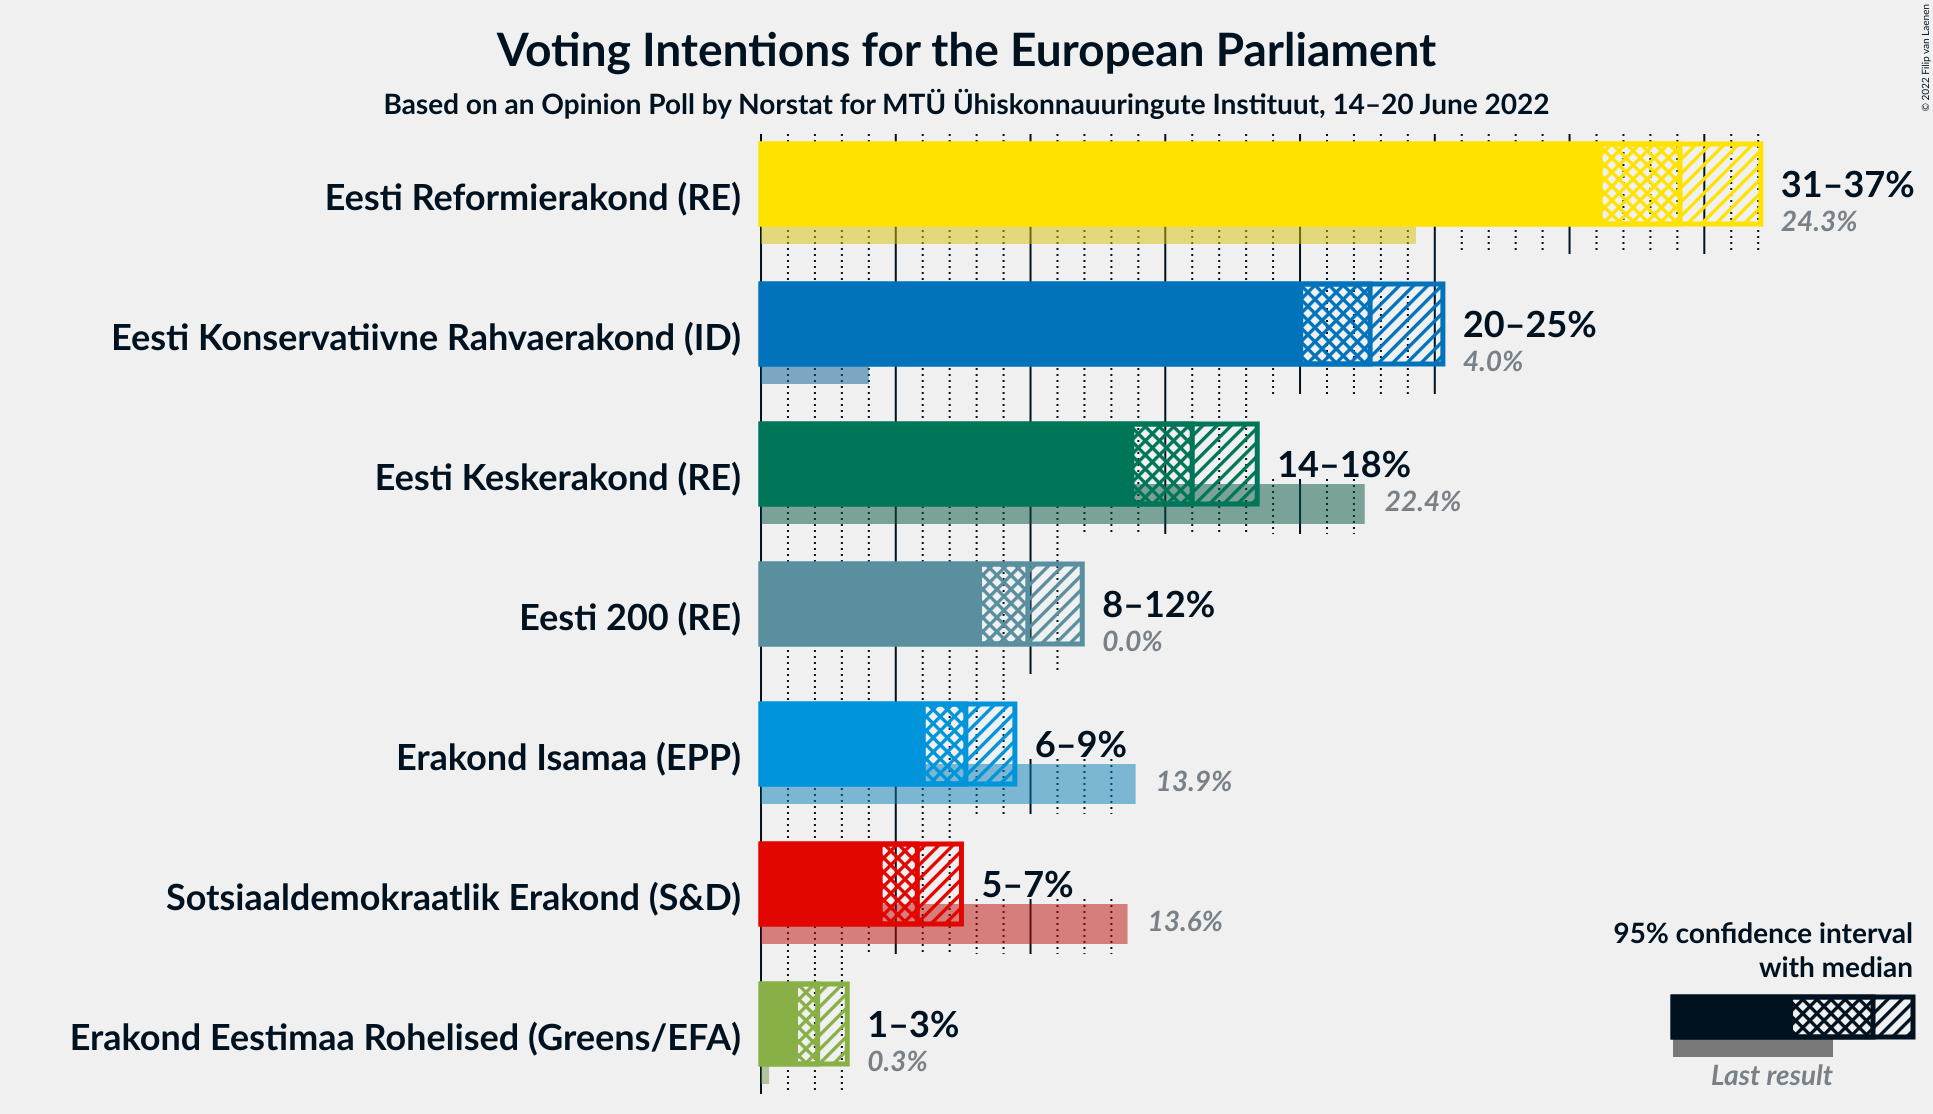 Voting Intentions for the European Parliament
Based on an Opinion Poll by Norstat for MTÜ Ühiskonnauuringute Instituut, 14–20 June 2022
© 2022 Filip van Laenen
Eesti Reformierakond (RE)
31–37%
24.3%
Eesti Konservatiivne Rahvaerakond (ID)
20–25%
4.0%
Eesti Keskerakond (RE)
14–18%
22.4%
Eesti 200 (RE)
8–12%
0.0%
Erakond Isamaa (EPP)
6–9%
13.9%
Sotsiaaldemokraatlik Erakond (S&D)
5–7%
13.6%
Erakond Eestimaa Rohelised (Greens/EFA)
1–3%
0.3%
95% confidence interval
with median
Last result